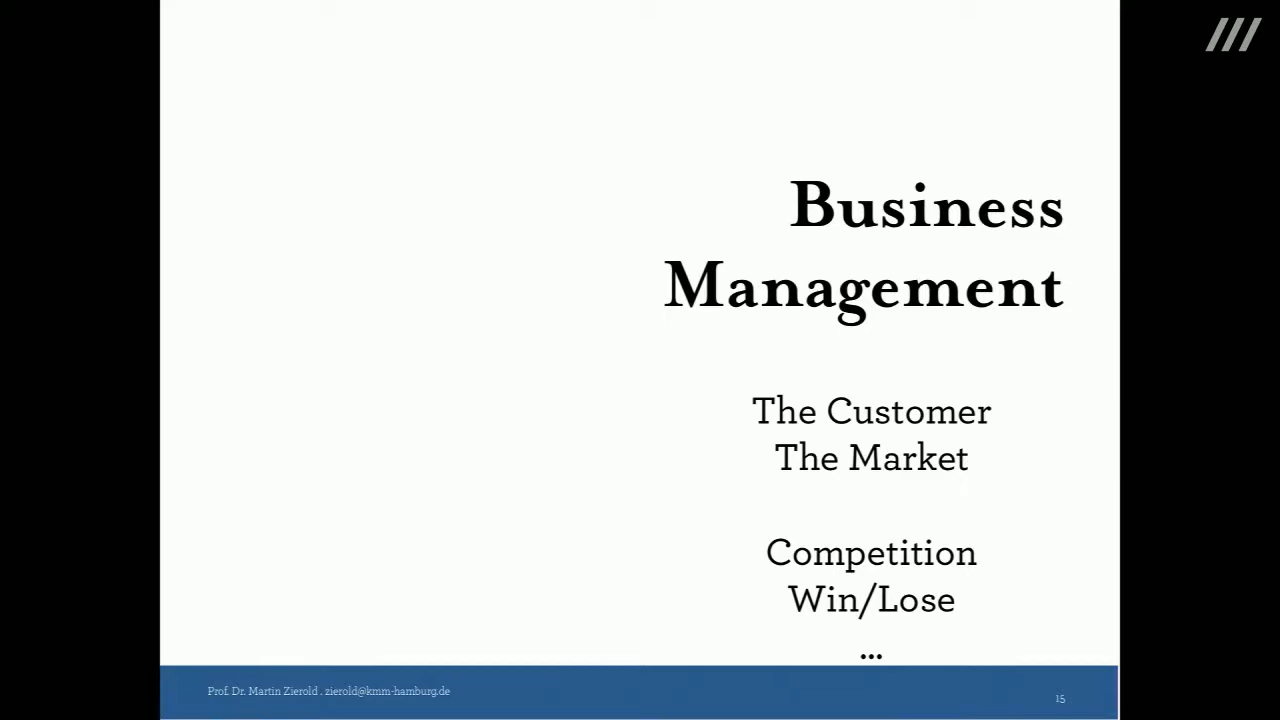 Business
Management
The Customer
The Market
Competition
Win/Lose
...
Prof. Dr. Martin Zierold . zierold@kmm-hamburg.de
15